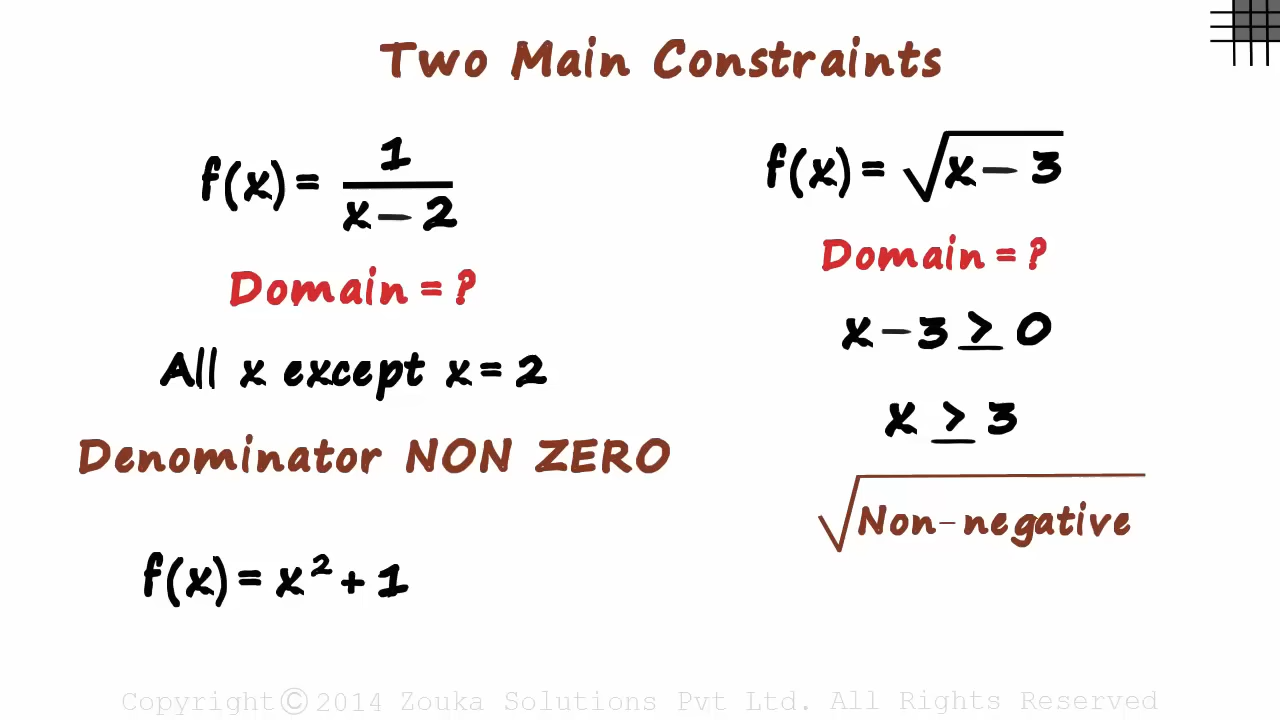 Two Main Constraints
f(x) = 1/(x - 2)
Domain = ?
All x except x = 2
Denominator NON ZERO
f(x) = x² + 1
f(x) = √(x - 3)
Domain = ?
x - 3 ≥ 0
x ≥ 3
√Non-negative
Copyright©2014 Zouka Solutions Pvt Ltd. All Rights Reserved